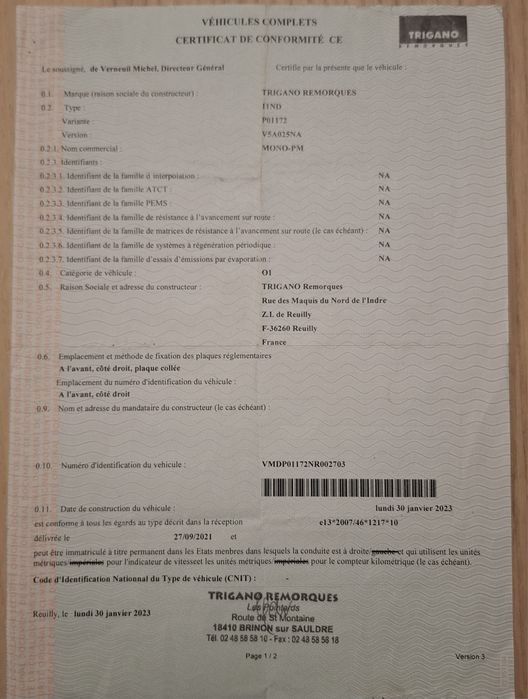 VÉHICULES COMPLETS
CERTIFICAT DE CONFORMITÉ CE
TRIGANO
REMORQUES
Le soussigné, de Verneuil Michel, Directeur Général Certifie par la présente que le véhicule :
0.1. Marque (raison sociale du constructeur) : TRIGANO REMORQUES
0.2. Type : I1ND
Variante : P01172
Version : V5A025NA
0.2.1. Nom commercial : MONO-PM
0.2.3. Identifiants :
0.2.3.1. Identifiant de la famille d'interpolation : NA
0.2.3.2. Identifiant de la famille ATCT : NA
0.2.3.3. Identifiant de la famille PEMS : NA
0.2.3.4. Identifiant de la famille de résistance à l'avancement sur route : NA
0.2.3.5. Identifiant de la famille de matrices de résistance à l'avancement sur route (le cas échéant) : NA
0.2.3.6. Identifiant de la famille de systèmes à régénération périodique : NA
0.2.3.7. Identifiant de la famille d'essais d'émissions par évaporation : NA
0.4. Catégorie de véhicule : O1
0.5. Raison Sociale et adresse du constructeur : TRIGANO Remorques
Rue des Maquis du Nord de l'Indre
Z.I. de Reuilly
F-36260 Reuilly
France
0.6. Emplacement et méthode de fixation des plaques réglementaires
A l'avant, côté droit, plaque collée
Emplacement du numéro d'identification du véhicule :
A l'avant, côté droit
0.9. Nom et adresse du mandataire du constructeur (le cas échéant) :
0.10. Numéro d'identification du vehicule : VMDP01172NR002703
0.11. Date de construction du véhicule : lundi 30 janvier 2023
est conforme à tous les égards au type décrit dans la réception e13*2007/46*1217*10
délivrée le 27/09/2021 et
peut être immatriculé à titre permanent dans les Etats menbres dans lesquels la conduite est à droite/gauche et qui utilisent les unités
métriques/impériales pour l'indicateur de vitesseet les unités métriques/impériales pour le compteur kilométrique (le cas échéant).
Code d'Identification Nationnal du Type de véhicule (CNIT) : -
Reuilly, le lundi 30 janvier 2023
TRIGANO REMORQUES
Route de St Montaine
18410 BRINON sur SAULDRE
Tél. 02 48 58 58 10 - Fax : 02 48 58 58 18
Page 1 / 2 Version 3